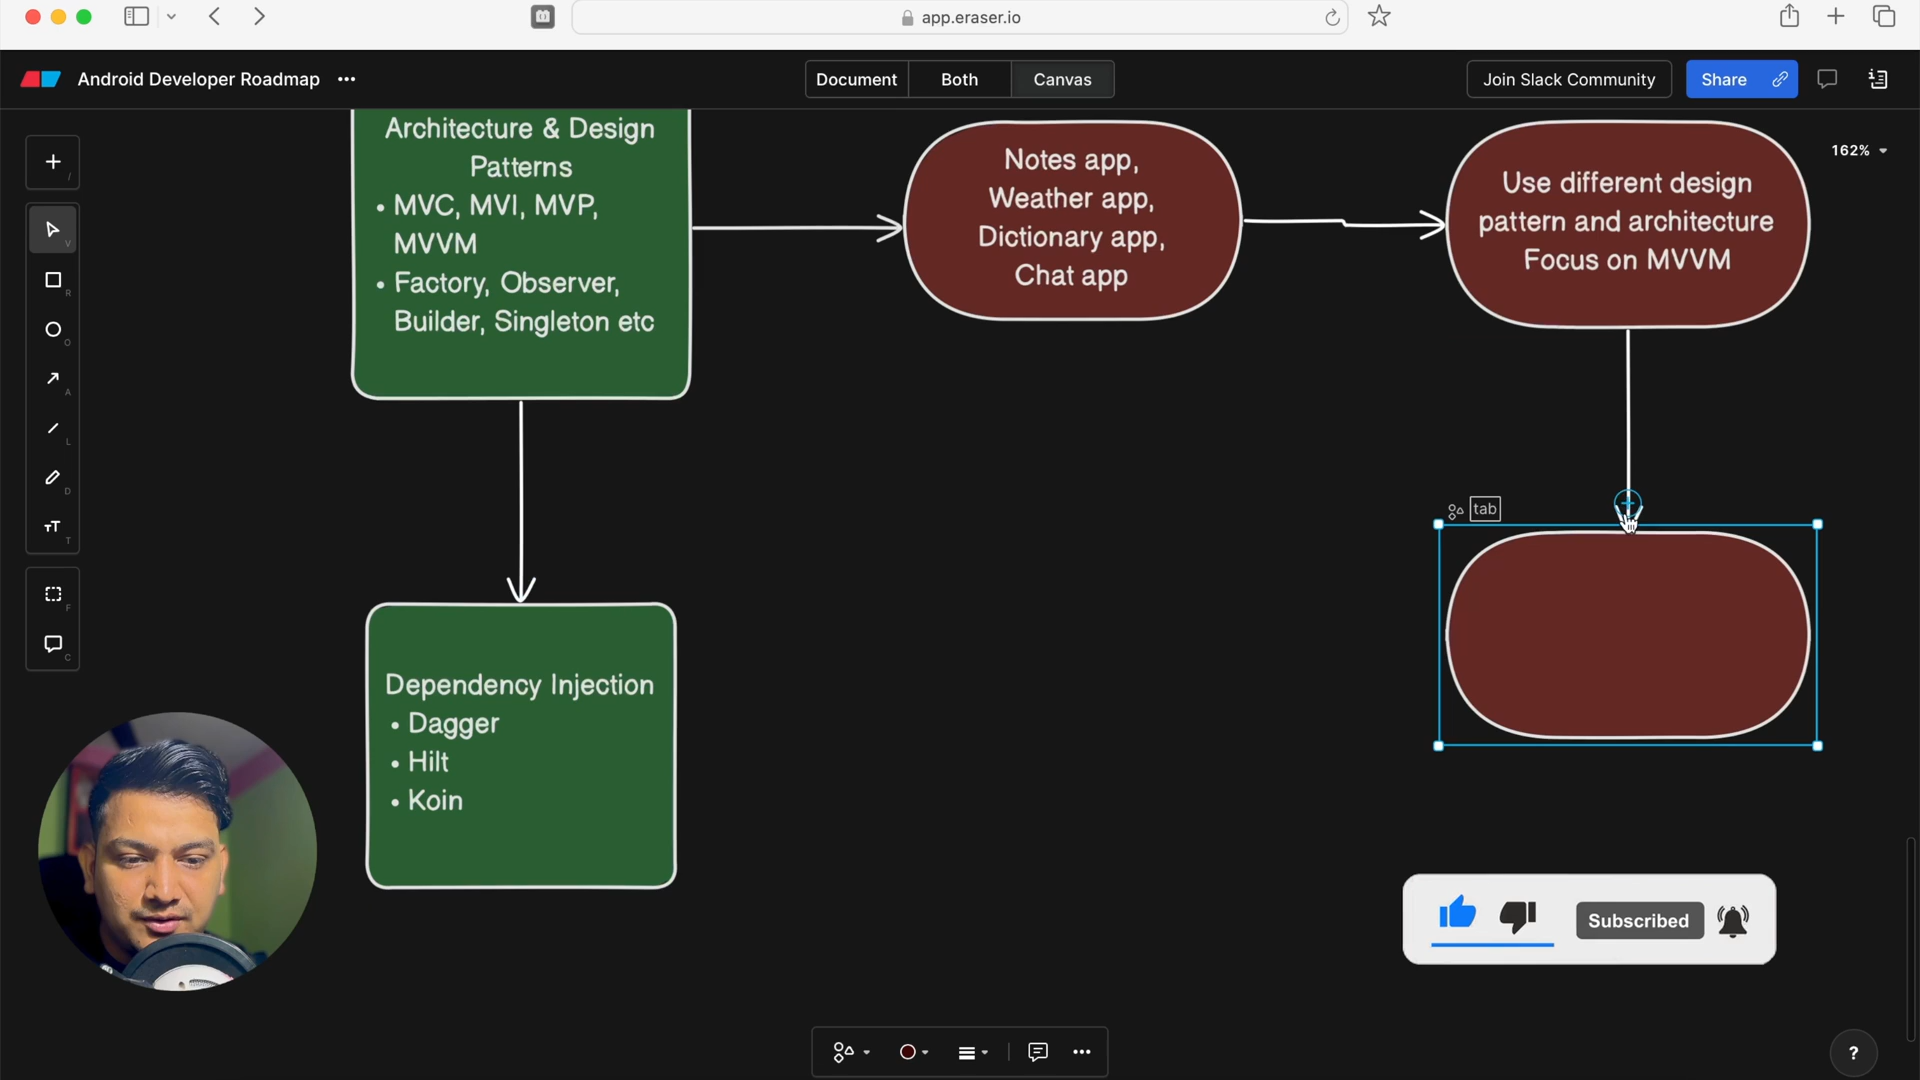 app.eraser.io
Android Developer Roadmap
Document
Both
Canvas
Join Slack Community
Share
162%
Architecture & Design
Patterns
• MVC, MVI, MVP,
MVVM
• Factory, Observer,
Builder, Singleton etc
Notes app,
Weather app,
Dictionary app,
Chat app
Use different design
pattern and architecture
Focus on MVVM
/
V
R
O
A
L
D
T
F
C
tab
Dependency Injection
• Dagger
• Hilt
• Koin
Subscribed
?